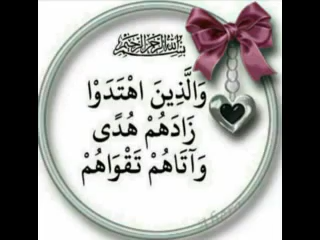 بسم الله الرحمن الرحيم
وَالَّذِينَ اهْتَدَوْا
زَادَهُمْ هُدًى
وَآتَاهُمْ تَقْوَاهُمْ